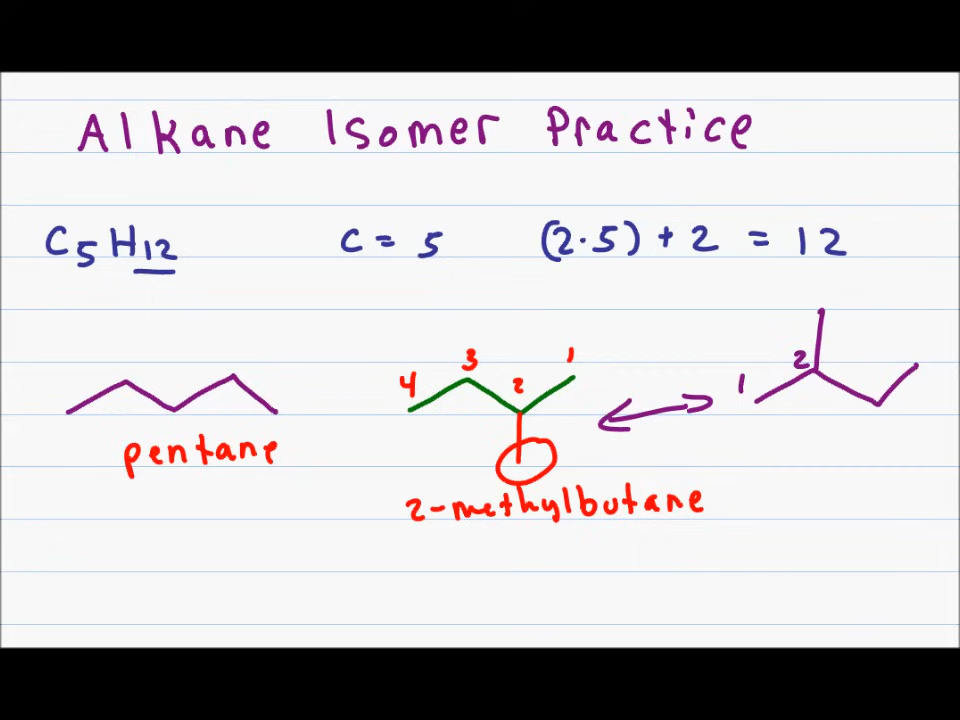 Alkane Isomer Practice
C5H12 C = 5 (2·5) + 2 = 12
4 3 2 1
1 2
pentane
2-methylbutane